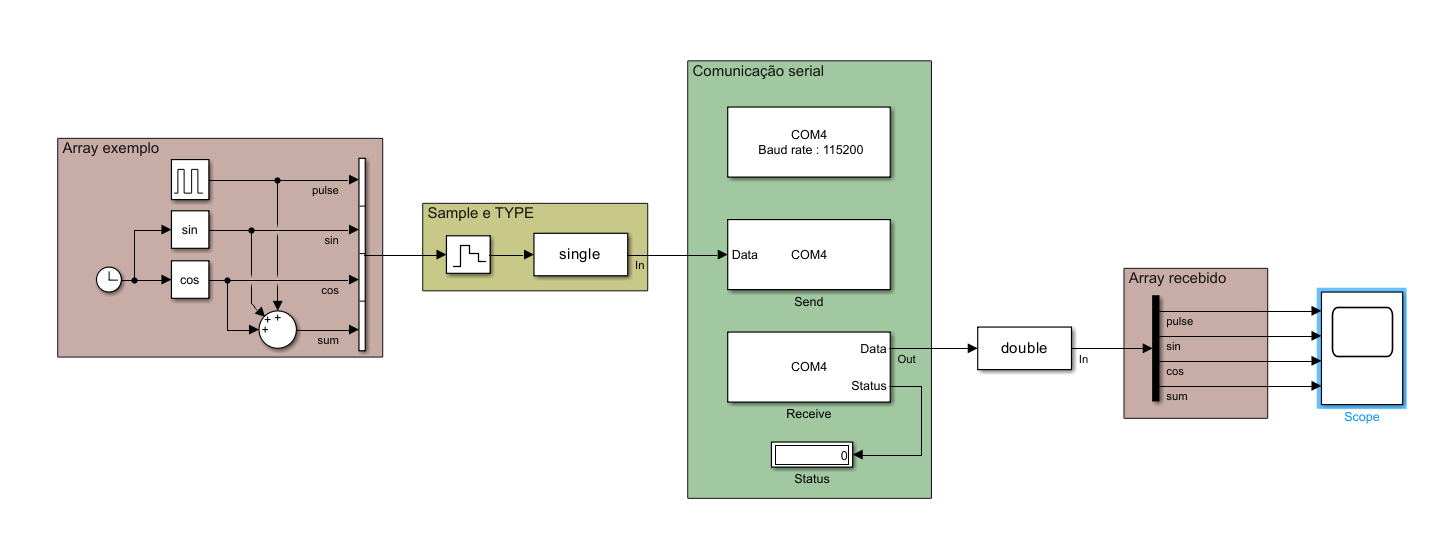 Array exemplo
pulse
sin
sin
cos
cos
+
+
+
sum
Sample e TYPE
single
In
Comunicação serial
COM4
Baud rate : 115200
Data
COM4
Send
Data
COM4
Out
Status
Receive
0
Status
double
In
Array recebido
pulse
sin
cos
sum
Scope